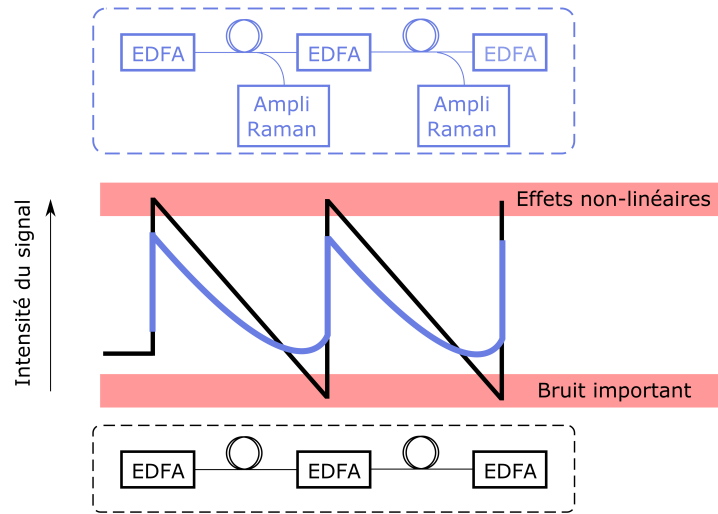 EDFA
EDFA
EDFA
Ampli
Raman
Ampli
Raman
Effets non-linéaires
Intensité du signal
Bruit important
EDFA
EDFA
EDFA